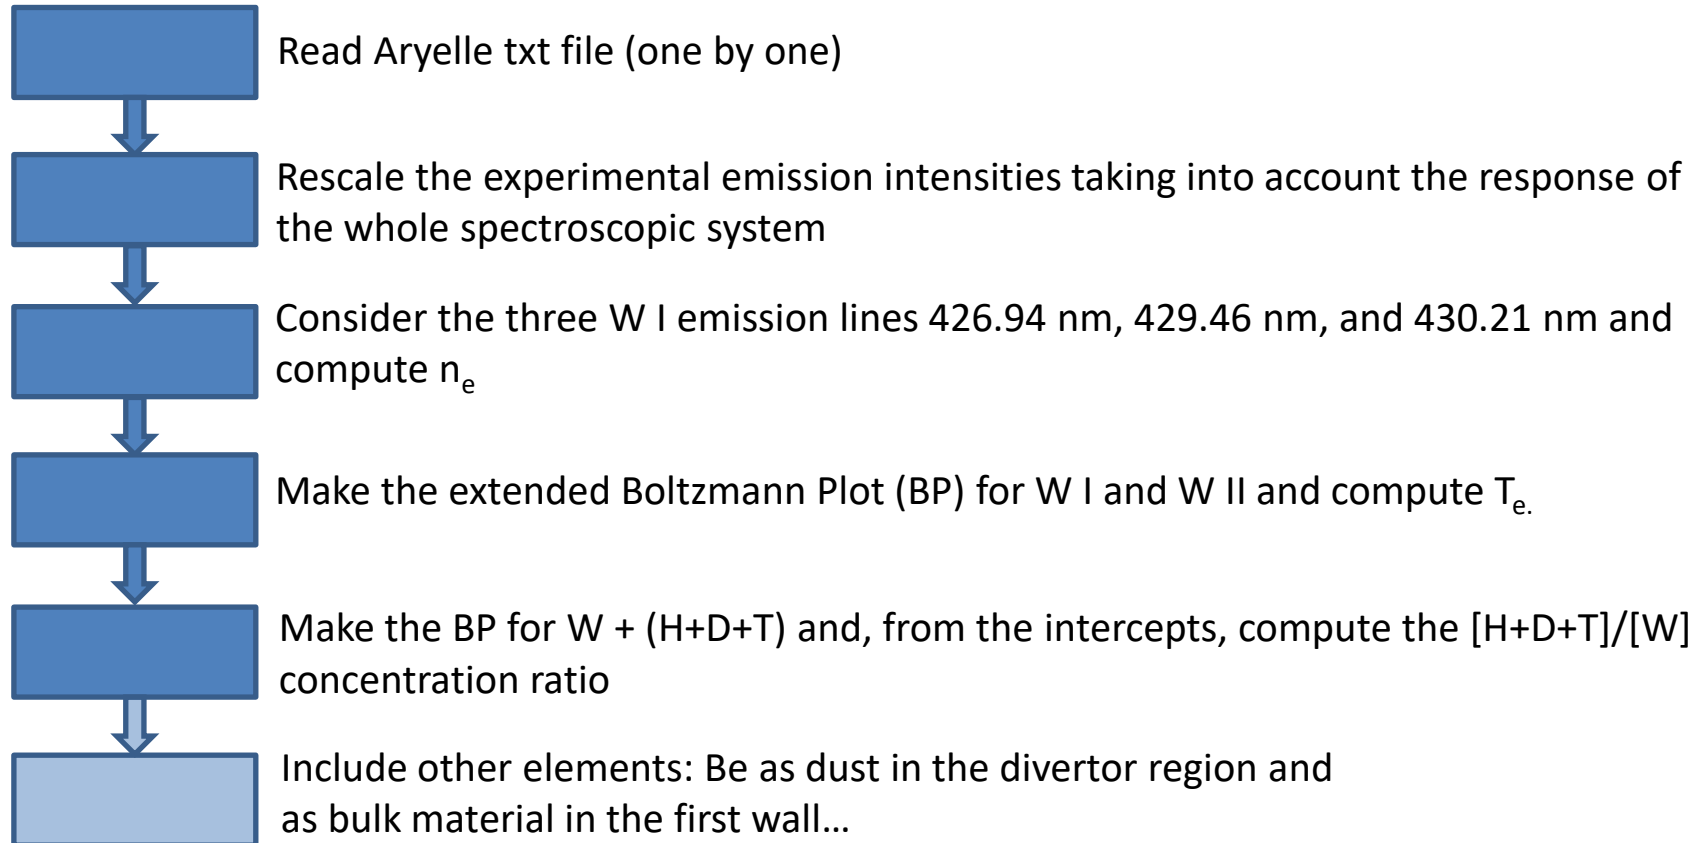 Read Aryelle txt file (one by one)
Rescale the experimental emission intensities taking into account the response of
the whole spectroscopic system
Consider the three W I emission lines 426.94 nm, 429.46 nm, and 430.21 nm and
compute nₑ
Make the extended Boltzmann Plot (BP) for W I and W II and compute Tₑ.
Make the BP for W + (H+D+T) and, from the intercepts, compute the [H+D+T]/[W]
concentration ratio
Include other elements: Be as dust in the divertor region and
as bulk material in the first wall…